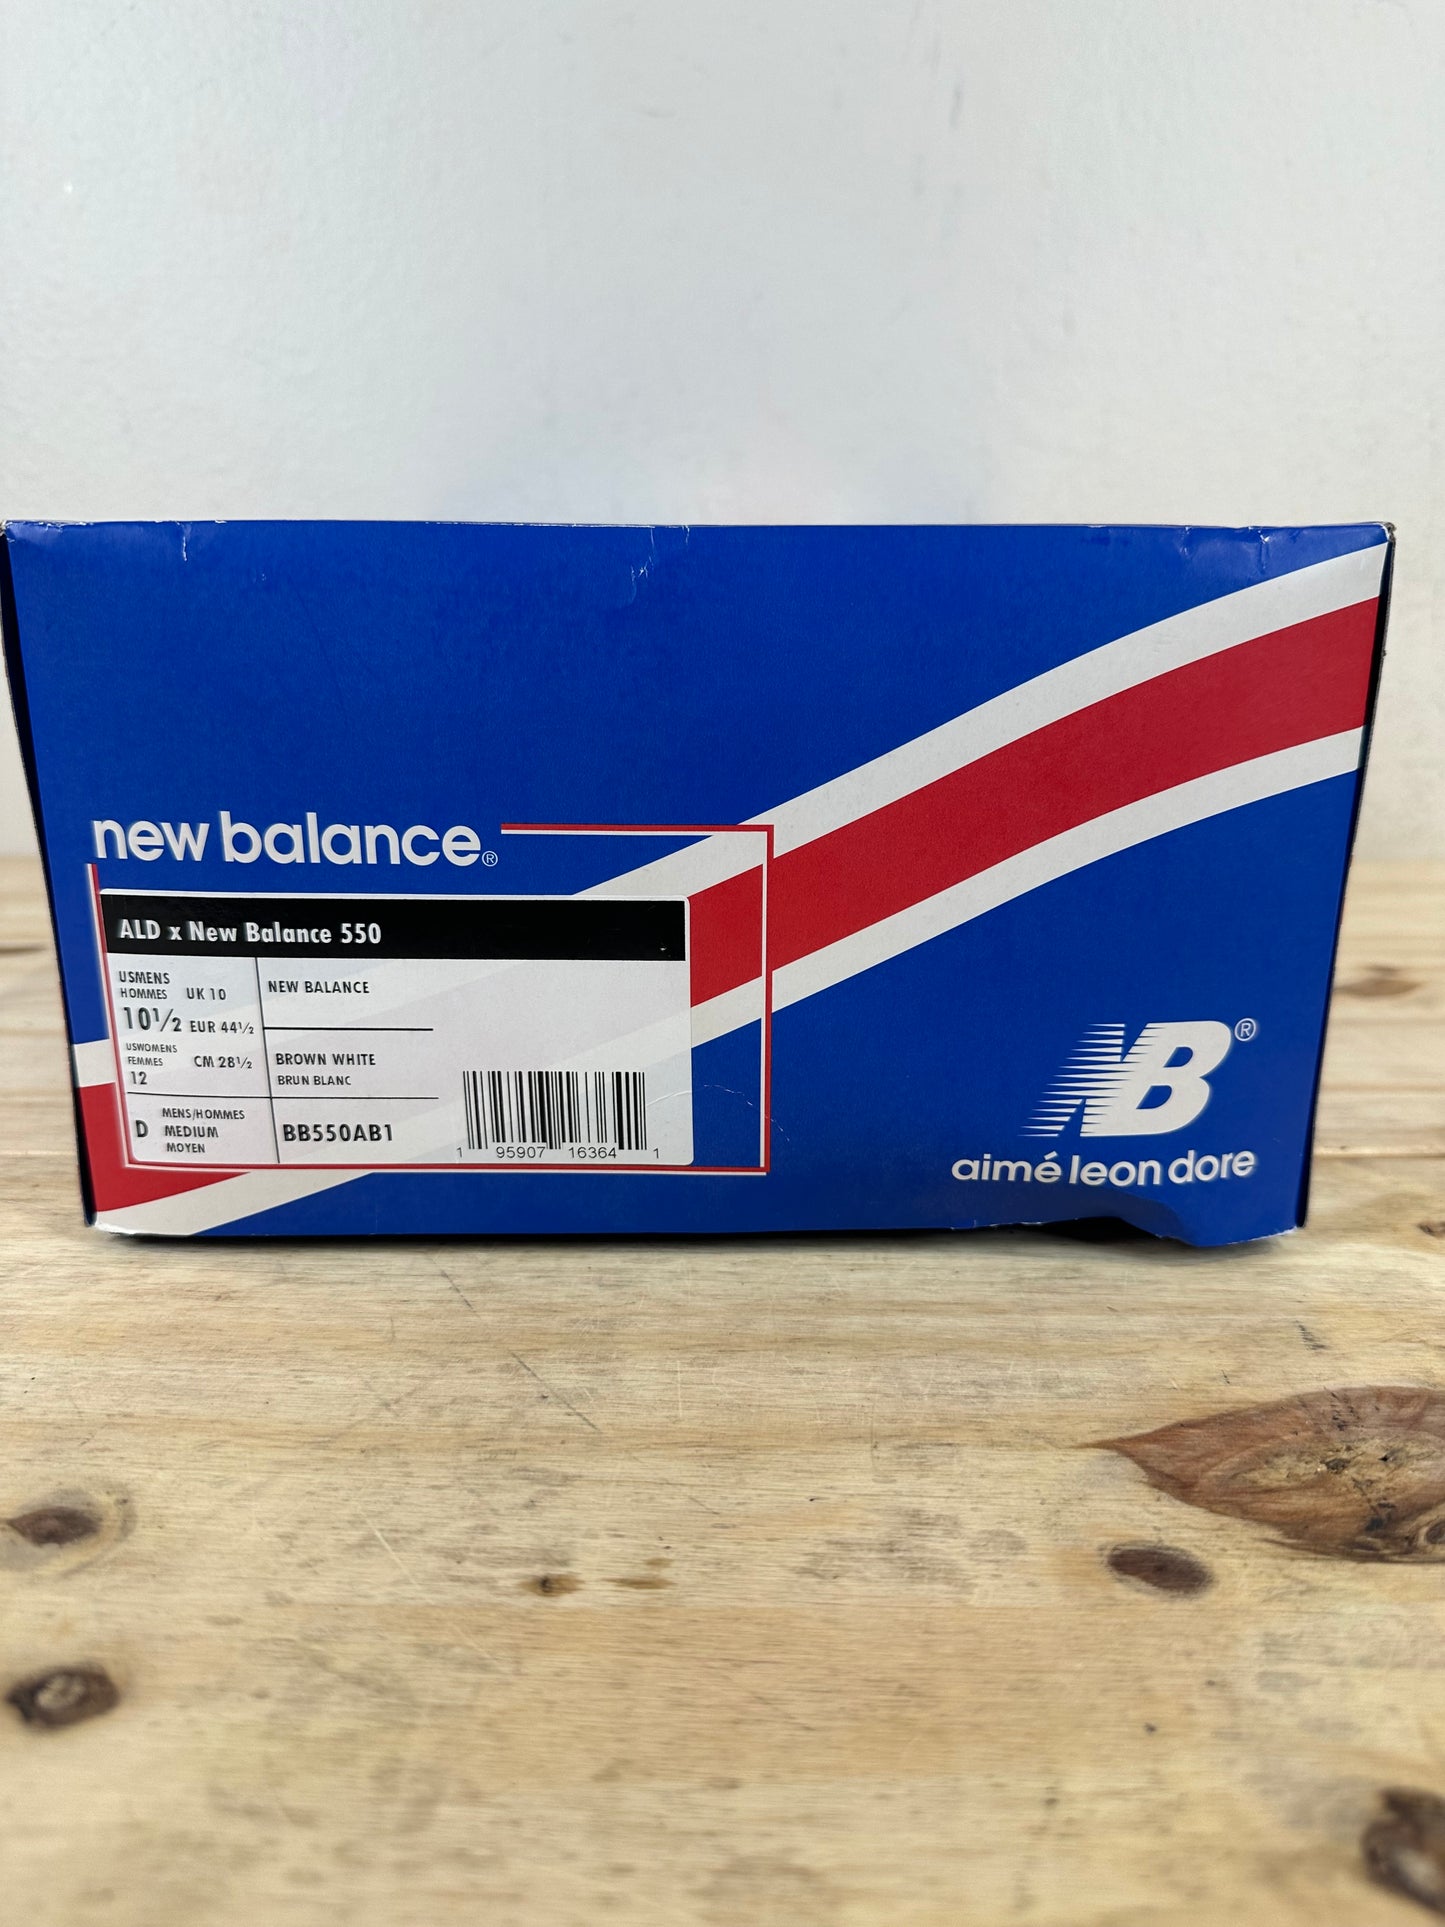 new balance®
ALD x New Balance 550
USMENS
HOMMES UK 10
10½ EUR 44½
USWOMENS
FEMMES CM 28½
12
D MENS/HOMMES
MEDIUM
MOYEN
NEW BALANCE
BROWN WHITE
BRUN BLANC
BB550AB1
1 95907 16364 1
NB®
aimé leon dore